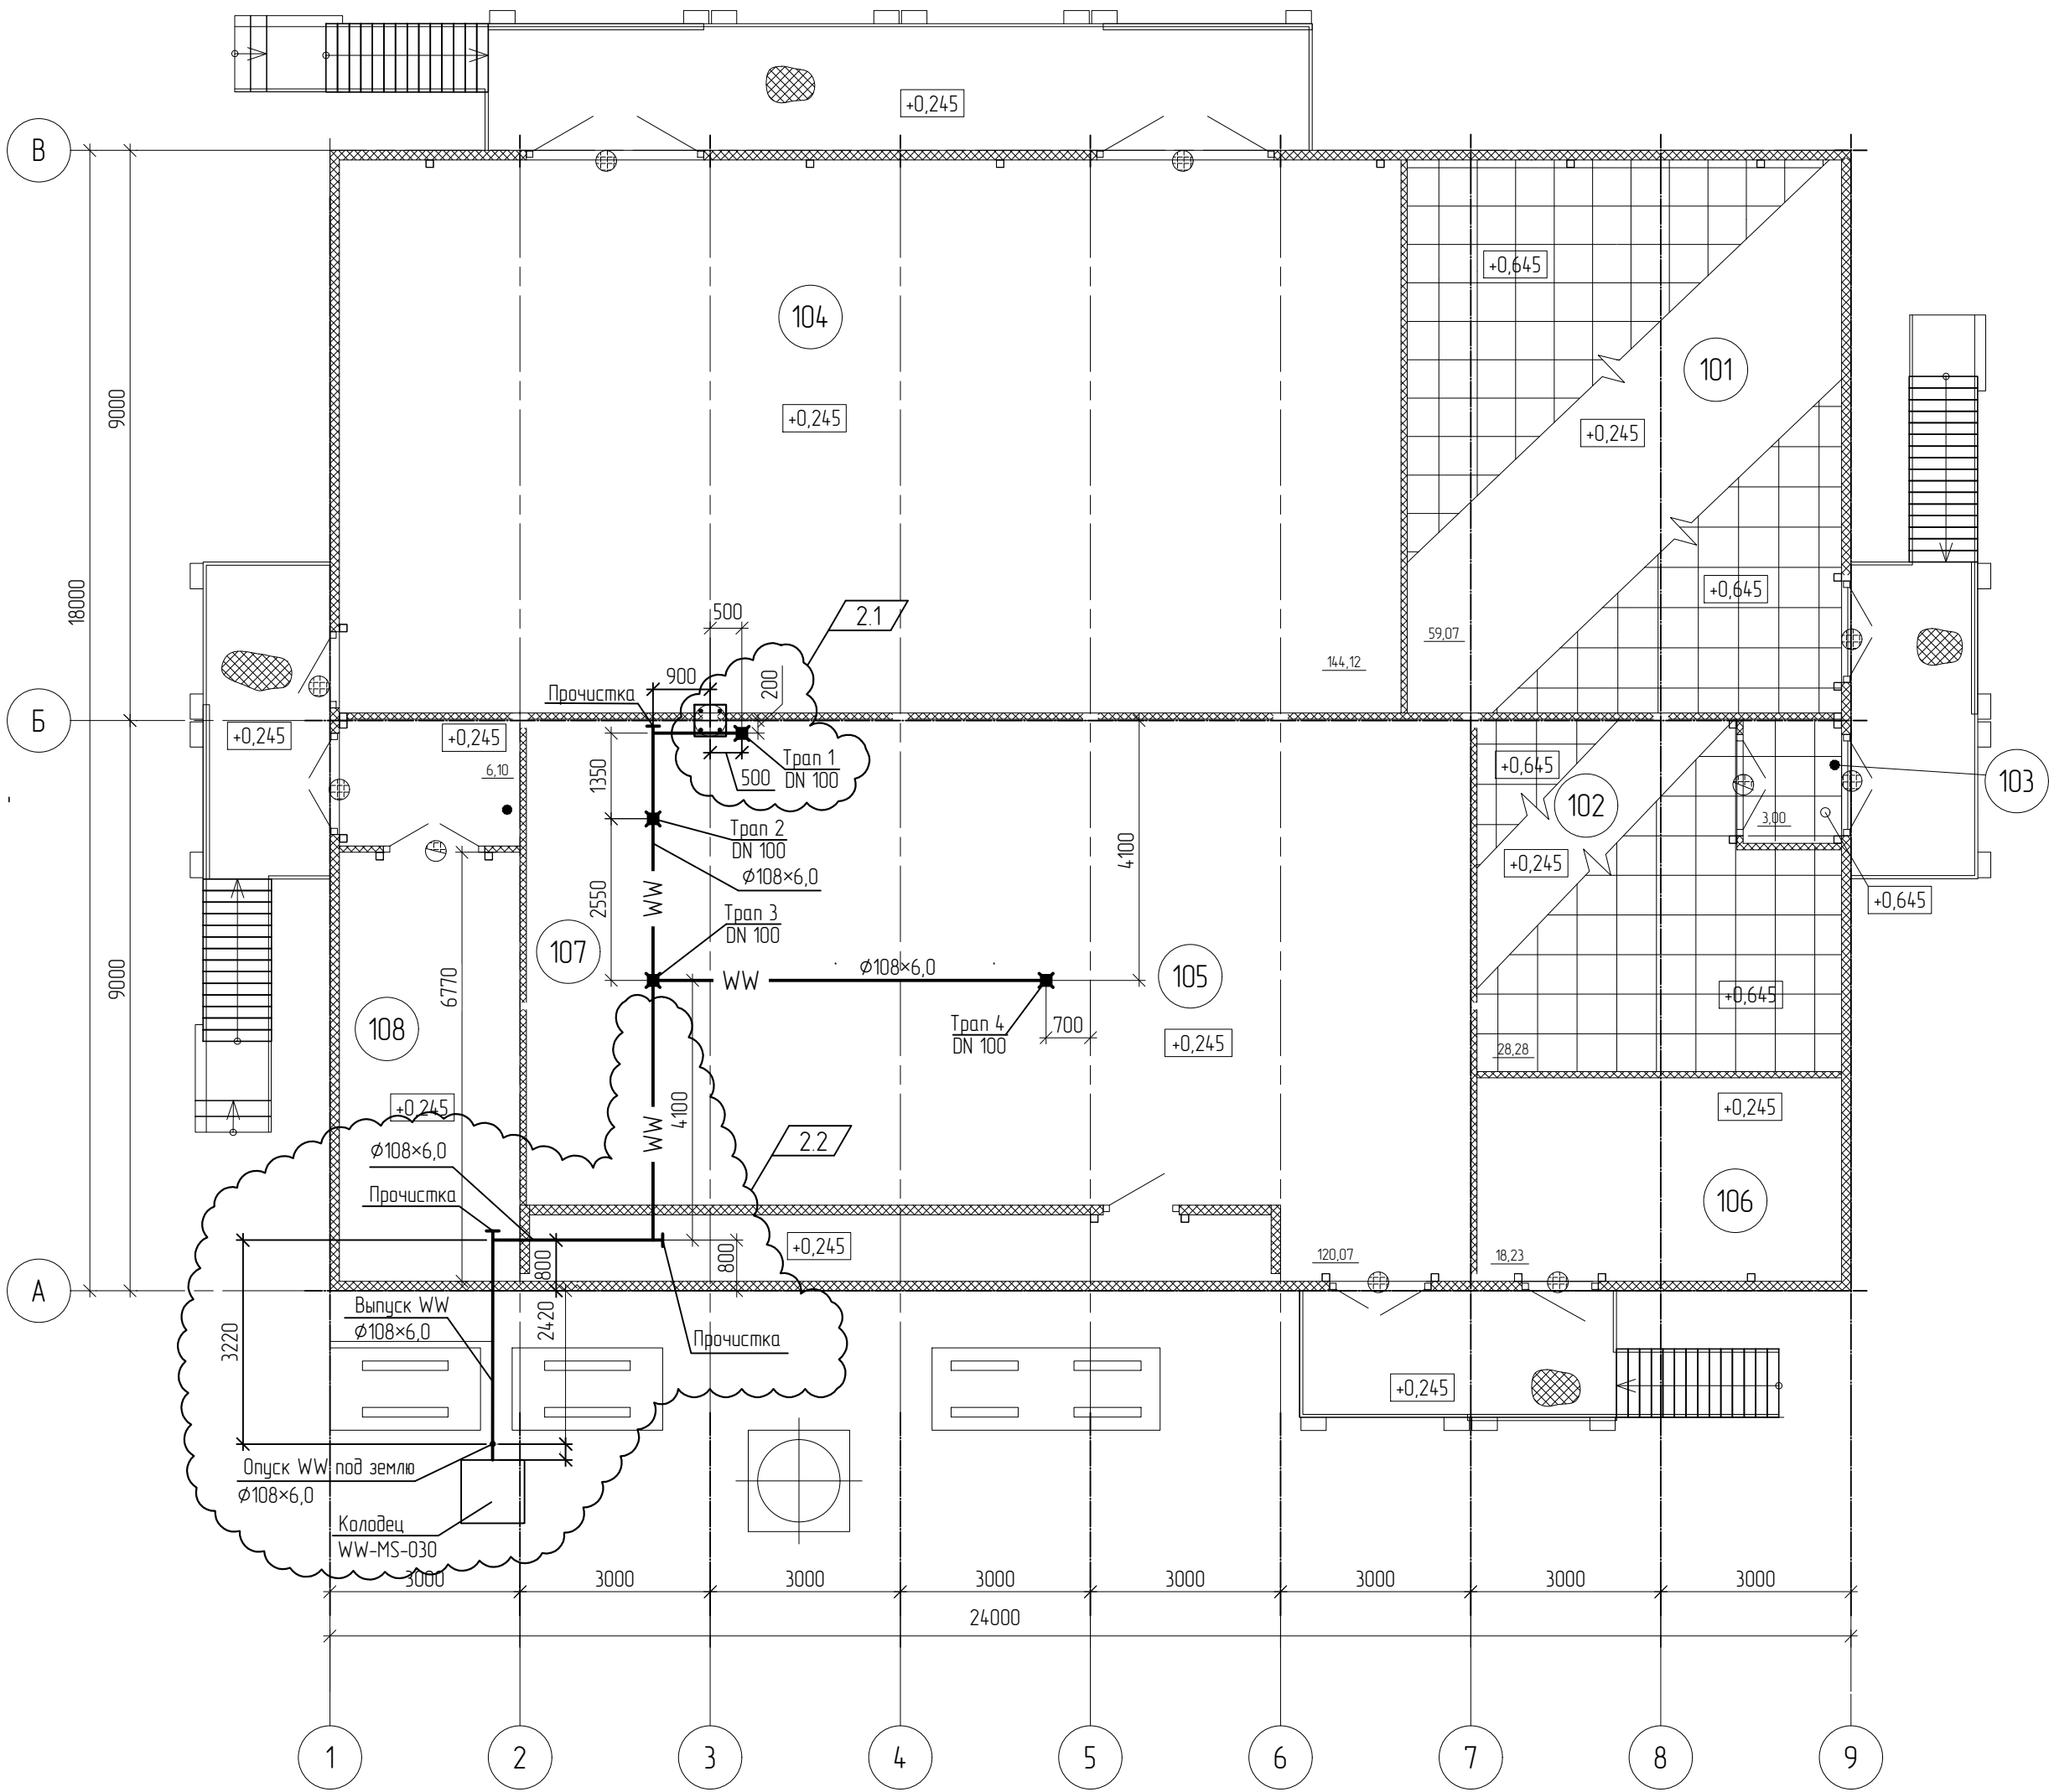 +0,245
В
+0,645
104
101
9000
+0,245
+0,245
18000
500
2.1
+0,645
59,07
144,12
900
200
Прочистка
Б
+0,245
+0,245
6,10
Трап 1
DN 100
500
1350
+0,645
102
103
3,00
Трап 2
DN 100
Ø108×6,0
4100
+0,245
+0,645
2550
WW
Трап 3
DN 100
107
9000
6770
WW
Ø108×6,0
105
108
Трап 4
DN 100
700
+0,245
+0,645
28,28
+0,245
+0,245
4100
WW
2.2
Ø108×6,0
Прочистка
106
+0,245
800
800
120,07
18,23
А
3220
Выпуск WW
Ø108×6,0
2420
Прочистка
+0,245
Опуск WW под землю
Ø108×6,0
Колодец
WW-MS-030
3000
3000
3000
3000
3000
3000
3000
3000
24000
1
2
3
4
5
6
7
8
9